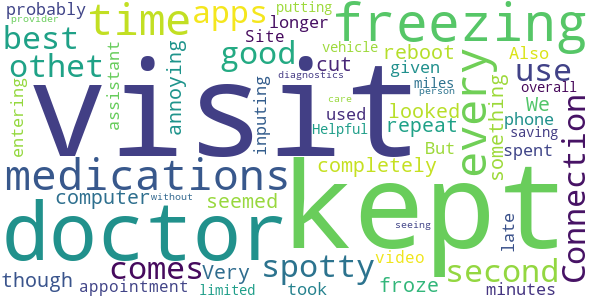 probably
provider
time
apps
putting
longer
freezing
best
assistant
annoying
good
Site
cut
vehicle
reboot
Also
othet
visit
diagnostics
given
use
entering
inputing
looked
miles
overall
every
something
care
used
person
We
Connection
Helpful
repeat
phone
saving
medications
kept
completely
But
spent
computer
seemed
without
doctor
seeing
late
comes
Very
spotty
video
second
though
appointment
limited
took
froze
minutes